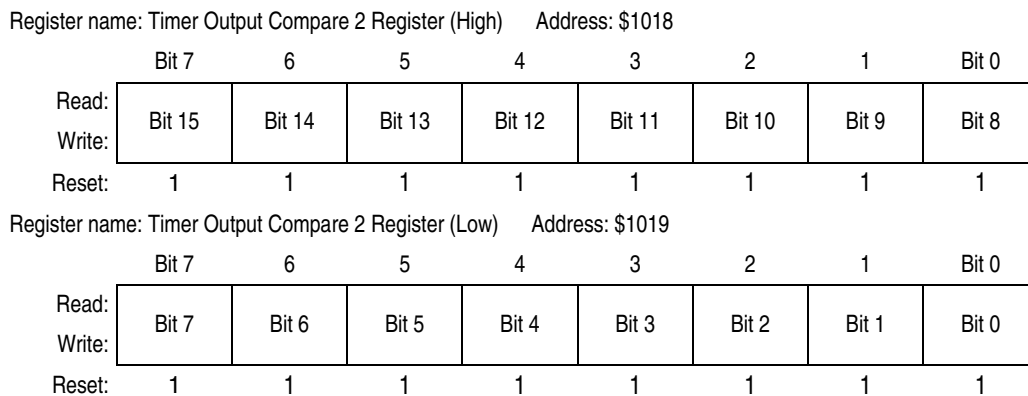 Register name: Timer Output Compare 2 Register (High) Address: $1018
Bit 7 6 5 4 3 2 1 Bit 0
Read:
Bit 15 Bit 14 Bit 13 Bit 12 Bit 11 Bit 10 Bit 9 Bit 8
Write:
Reset: 1 1 1 1 1 1 1 1
Register name: Timer Output Compare 2 Register (Low) Address: $1019
Bit 7 6 5 4 3 2 1 Bit 0
Read:
Bit 7 Bit 6 Bit 5 Bit 4 Bit 3 Bit 2 Bit 1 Bit 0
Write:
Reset: 1 1 1 1 1 1 1 1